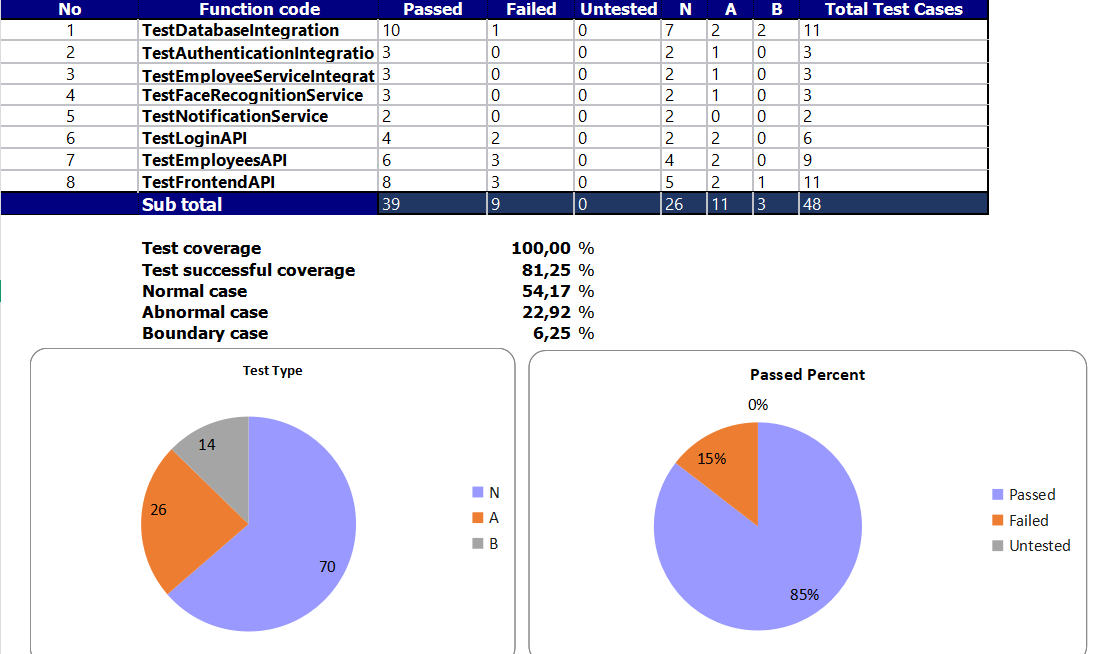 No Function code Passed Failed Untested N A B Total Test Cases
1 TestDatabaseIntegration 10 1 0 7 2 2 11
2 TestAuthenticationIntegratio 3 0 0 2 1 0 3
3 TestEmployeeServiceIntegrat 3 0 0 2 1 0 3
4 TestFaceRecognitionService 3 0 0 2 1 0 3
5 TestNotificationService 2 0 0 2 0 0 2
6 TestLoginAPI 4 2 0 2 2 0 6
7 TestEmployeesAPI 6 3 0 4 2 0 9
8 TestFrontendAPI 8 3 0 5 2 1 11
Sub total 39 9 0 26 11 3 48
Test coverage 100,00 %
Test successful coverage 81,25 %
Normal case 54,17 %
Abnormal case 22,92 %
Boundary case 6,25 %
Test Type
14
26
70
N
A
B
Passed Percent
0%
15%
85%
Passed
Failed
Untested